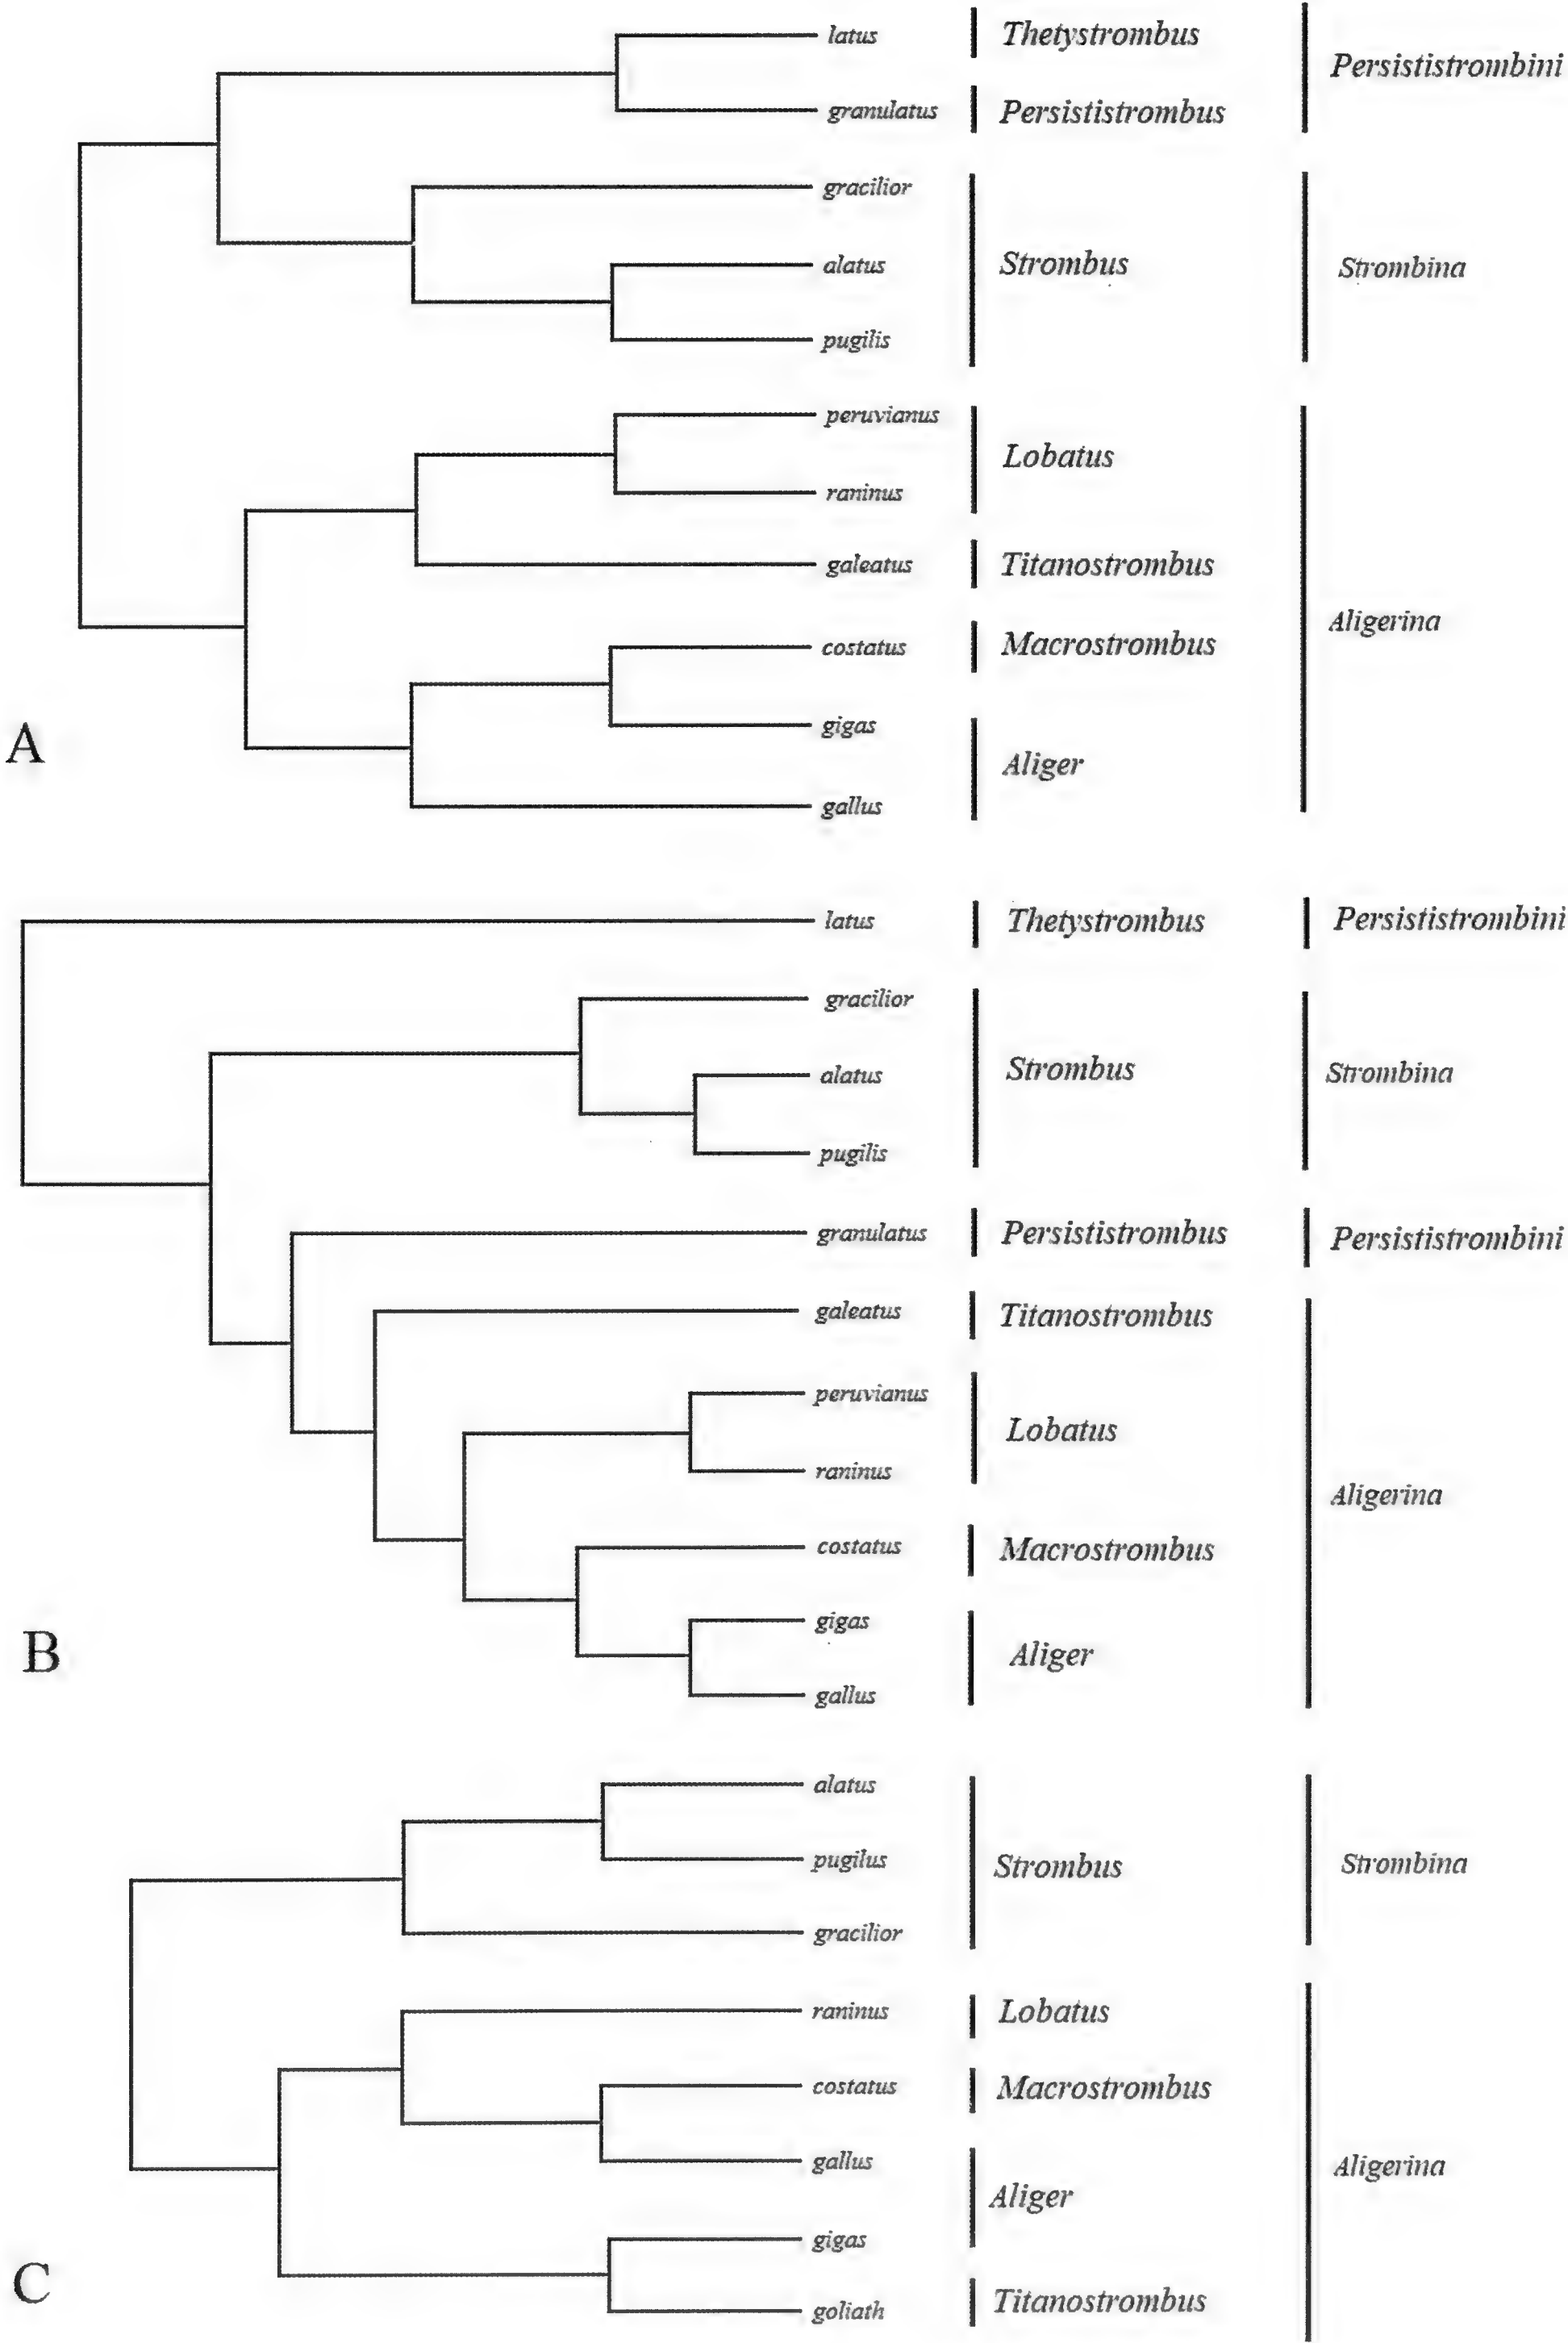 latus Thetystrombus Persististrombini
granulatus Persististrombus
gracilior
alatus Strombus Strombina
pugilis
peruvianus Lobatus
raninus
galeatus Titanostrombus
Aligerina
costatus Macrostrombus
gigas
A Aliger
gallus
latus Thetystrombus Persististrombini
gracilior
alatus Strombus Strombina
pugilis
granulatus Persististrombus Persististrombini
galeatus Titanostrombus
peruvianus Lobatus
raninus
Aligerina
costatus Macrostrombus
gigas
B Aliger
gallus
alatus
pugilus Strombus Strombina
gracilior
raninus Lobatus
costatus Macrostrombus
gallus Aligerina
Aliger
gigas
C
goliath Titanostrombus